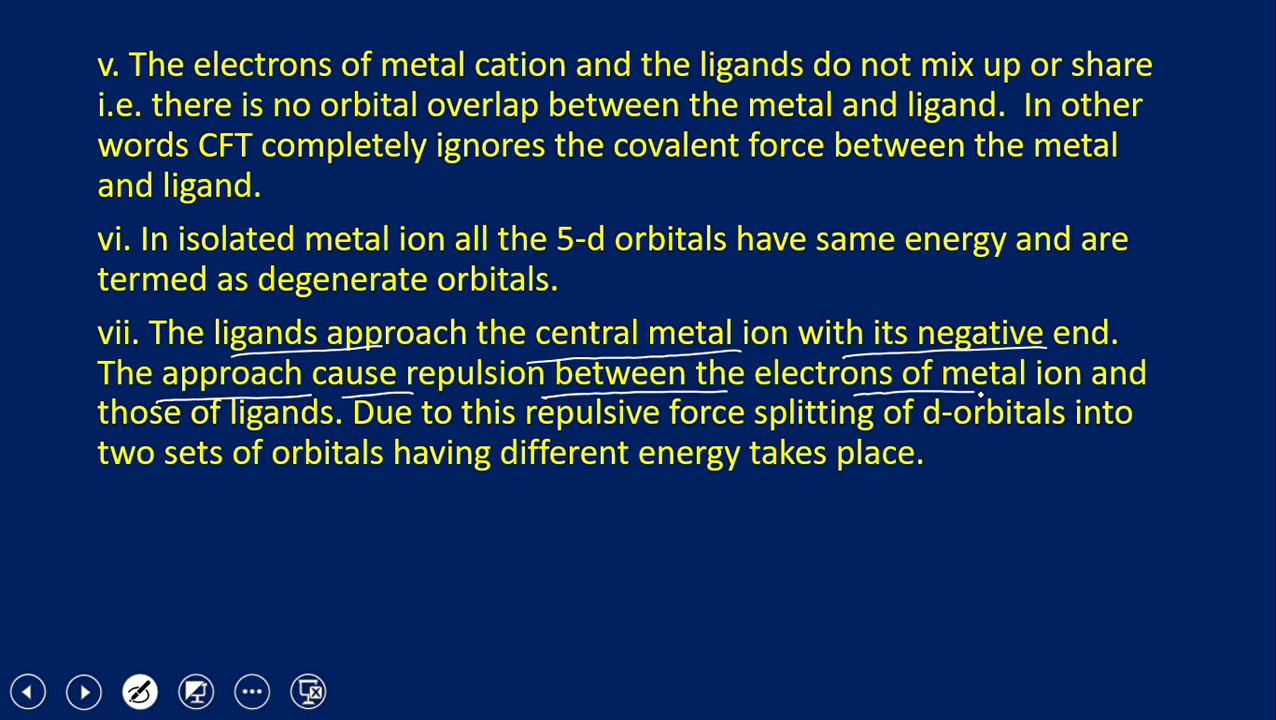 v. The electrons of metal cation and the ligands do not mix up or share
i.e. there is no orbital overlap between the metal and ligand.  In other
words CFT completely ignores the covalent force between the metal
and ligand.
vi. In isolated metal ion all the 5-d orbitals have same energy and are
termed as degenerate orbitals.
vii. The ligands approach the central metal ion with its negative end.
The approach cause repulsion between the electrons of metal ion and
those of ligands. Due to this repulsive force splitting of d-orbitals into
two sets of orbitals having different energy takes place.